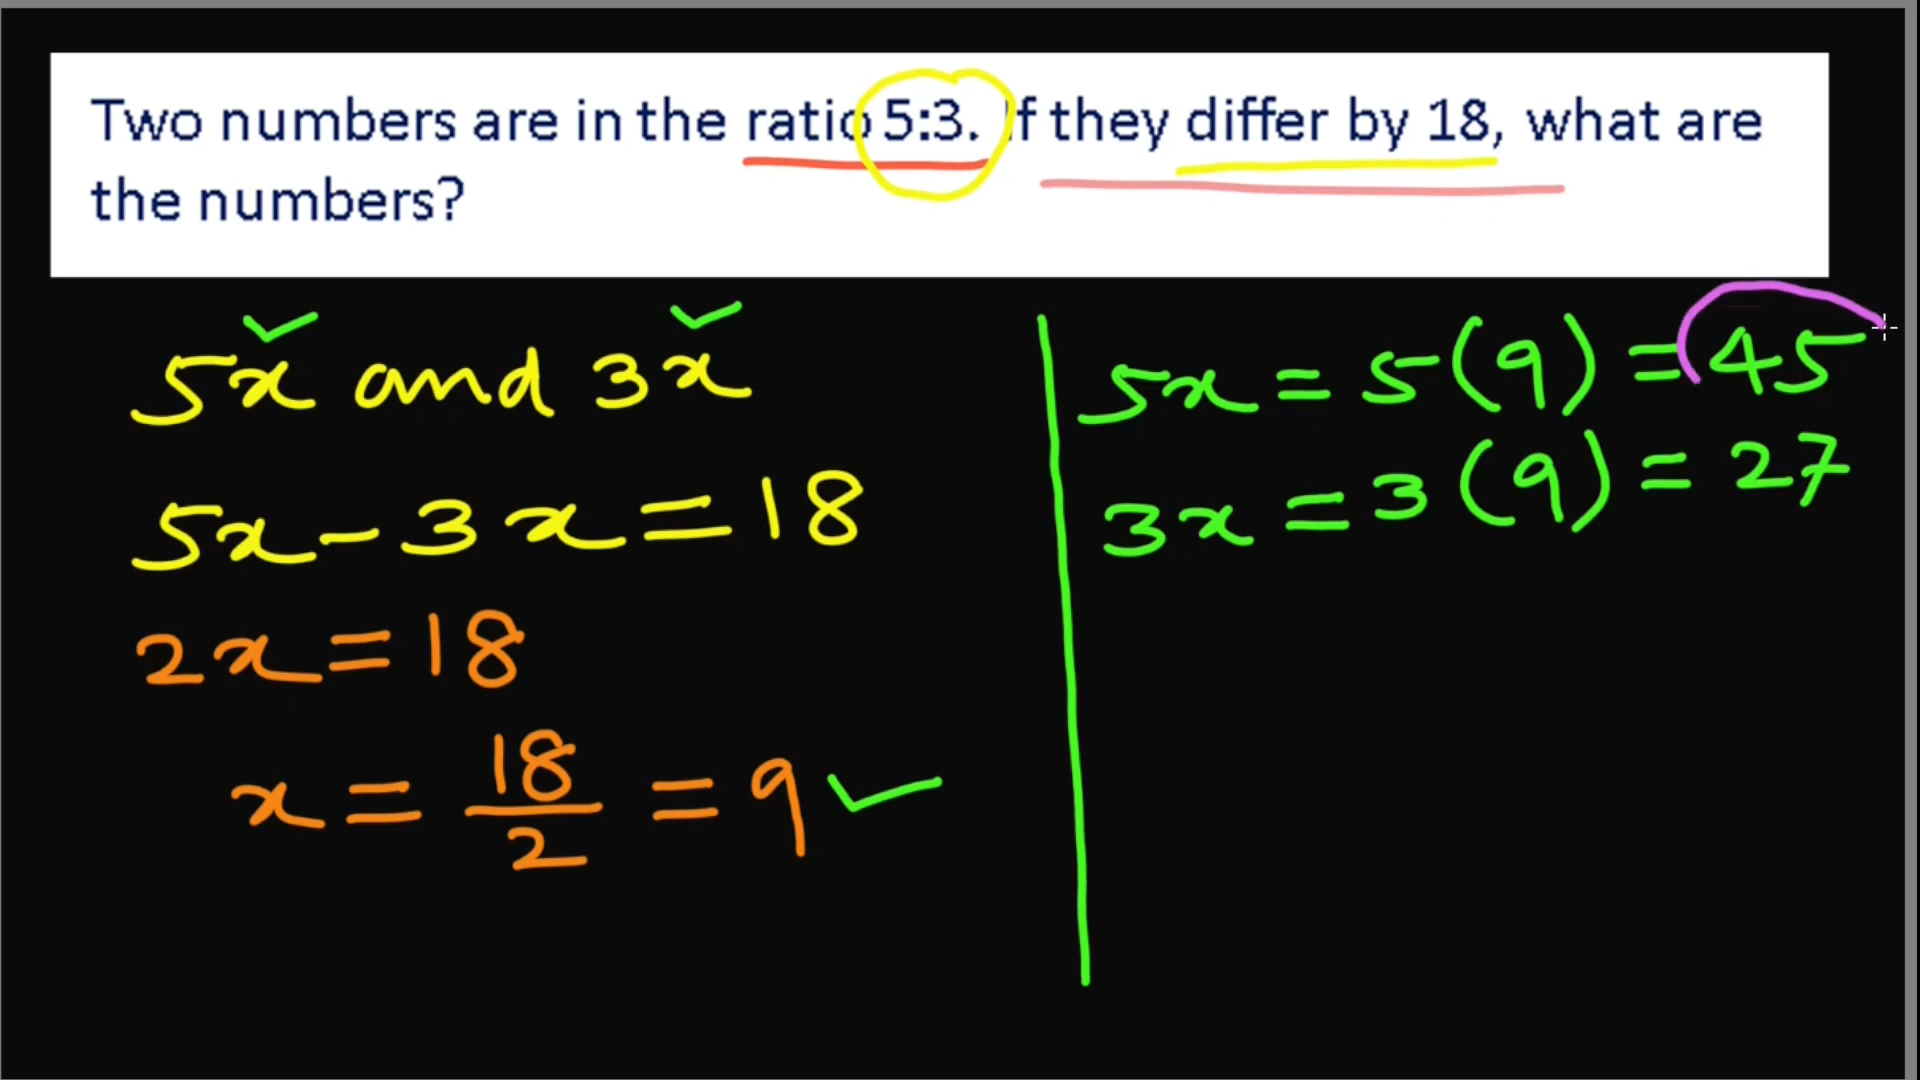 Two numbers are in the ratio 5:3. If they differ by 18, what are
the numbers?
5x and 3x
5x - 3x = 18
2x = 18
x = 18/2 = 9
5x = 5(9) = 45
3x = 3(9) = 27